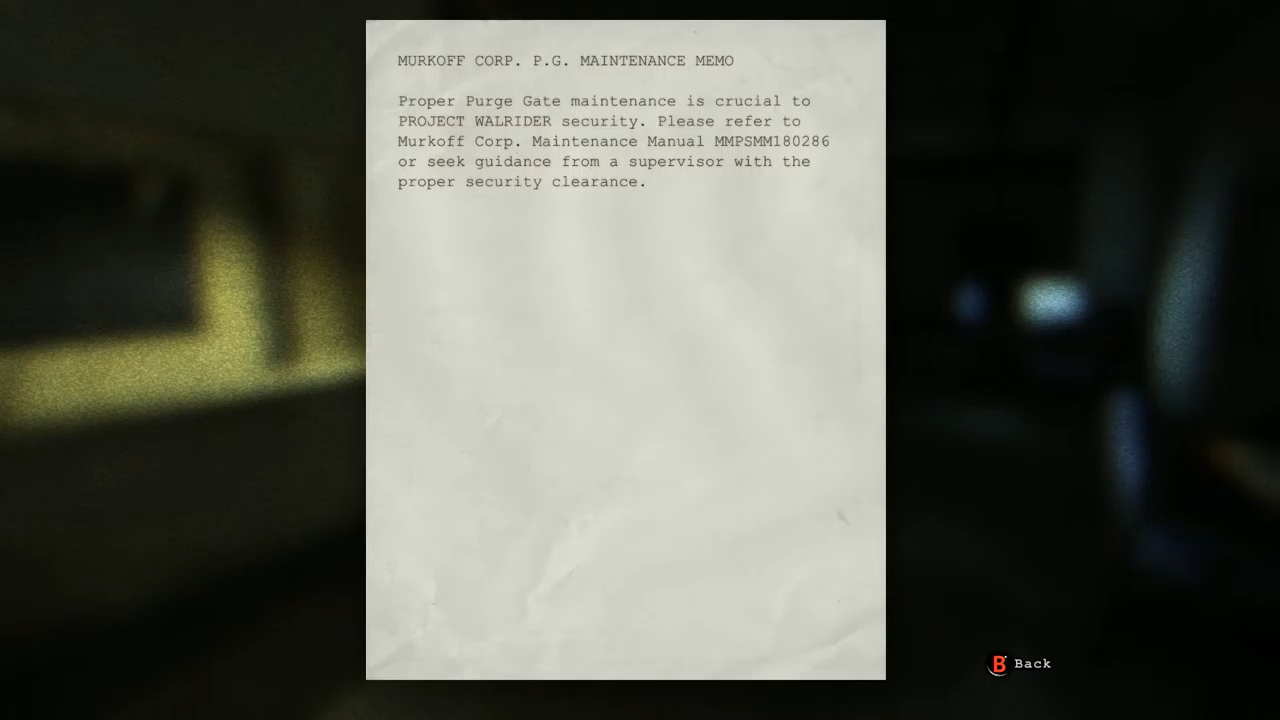 MURKOFF CORP. P.G. MAINTENANCE MEMO
Proper Purge Gate maintenance is crucial to
PROJECT WALRIDER security. Please refer to
Murkoff Corp. Maintenance Manual MMPSMM180286
or seek guidance from a supervisor with the
proper security clearance.
B Back